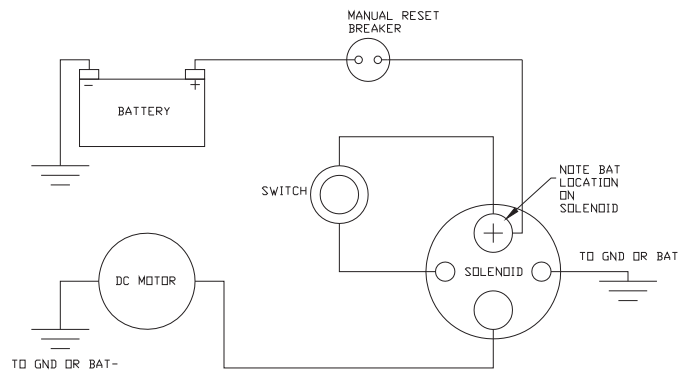 MANUAL RESET
BREAKER
-
+
BATTERY
SWITCH
NOTE BAT
LOCATION
ON
SOLENOID
+
TO GND OR BAT
SOLENOID
DC MOTOR
TO GND OR BAT-